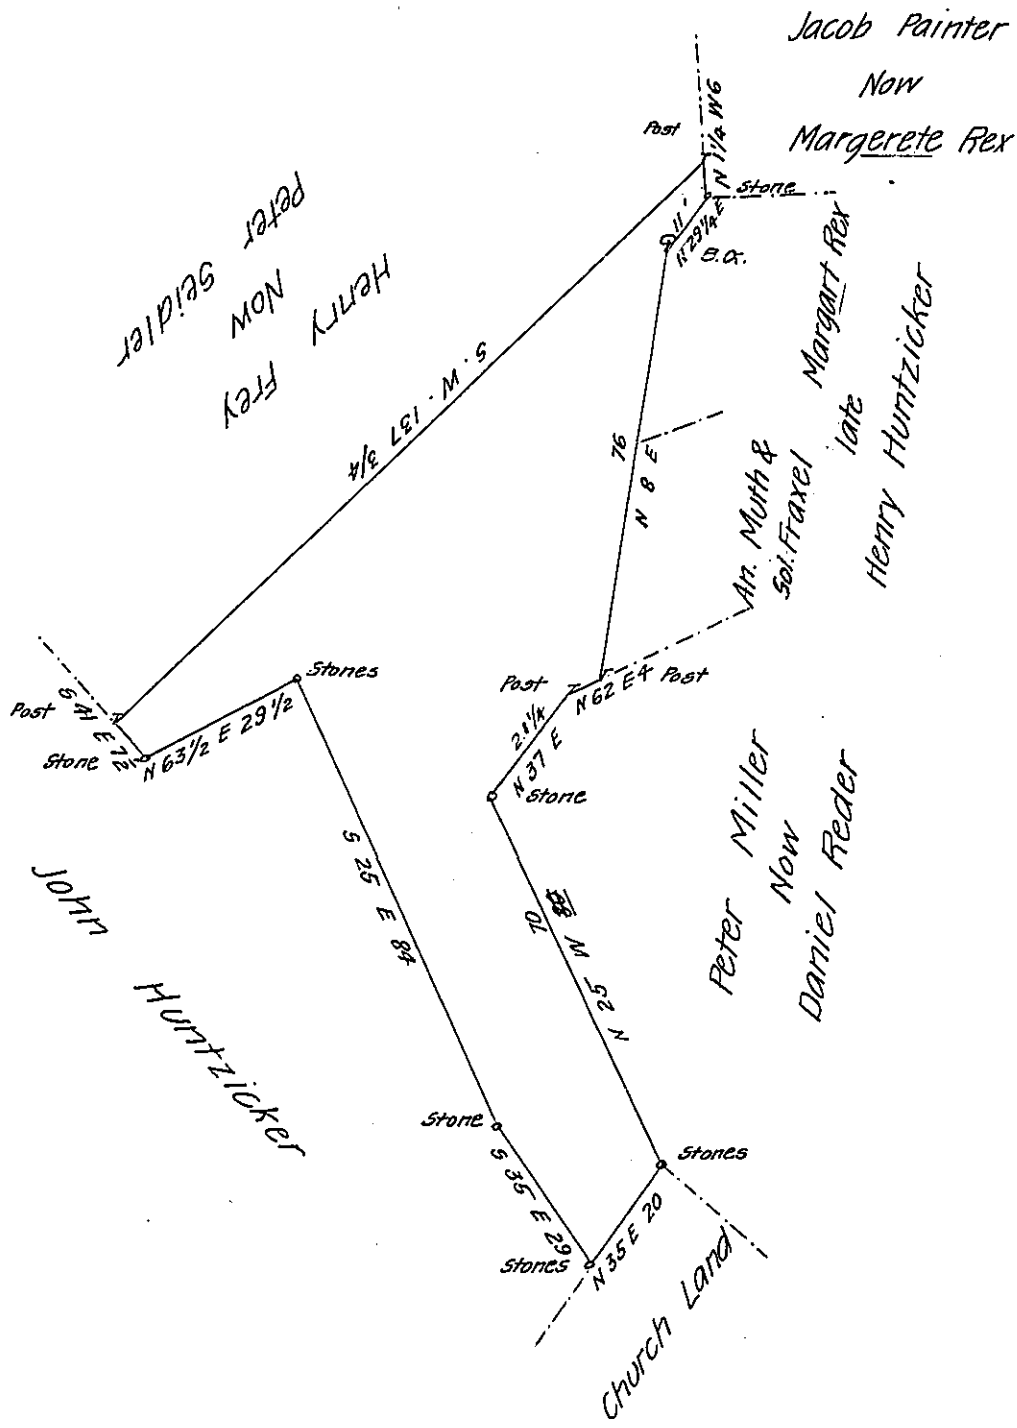 Jacob Painter
Now
Margerete Rex
Post
N 1 1/4 W 6
Stone
11'
N 29 1/4 E
B.O.
Henry Frey
Now
Peter Seidler
S. W. 137 3/4
76
N 8 E
Margart Rex
late
Henry Huntzicker
An. Muth &
Sol. Fraxel
Post
Stone
N 63 1/2 E 29 1/2
Stones
Post
N 62 E 4
Post
28 1/4
N 37 E
Stone
S 25 E 84
70
N 25 W
Peter Miller
Now
Daniel Reder
John Huntzicker
Stone
S 35 E 29
Stones
N 35 E 20
Stones
Church Land